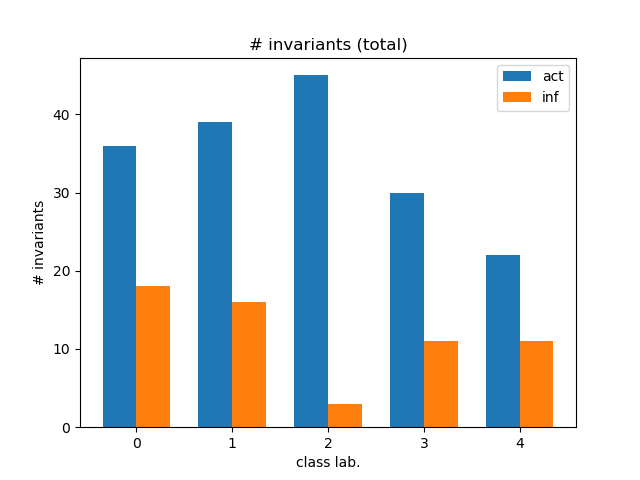 # invariants (total)
act
inf
# invariants
40
30
20
10
0
0 1 2 3 4
class lab.